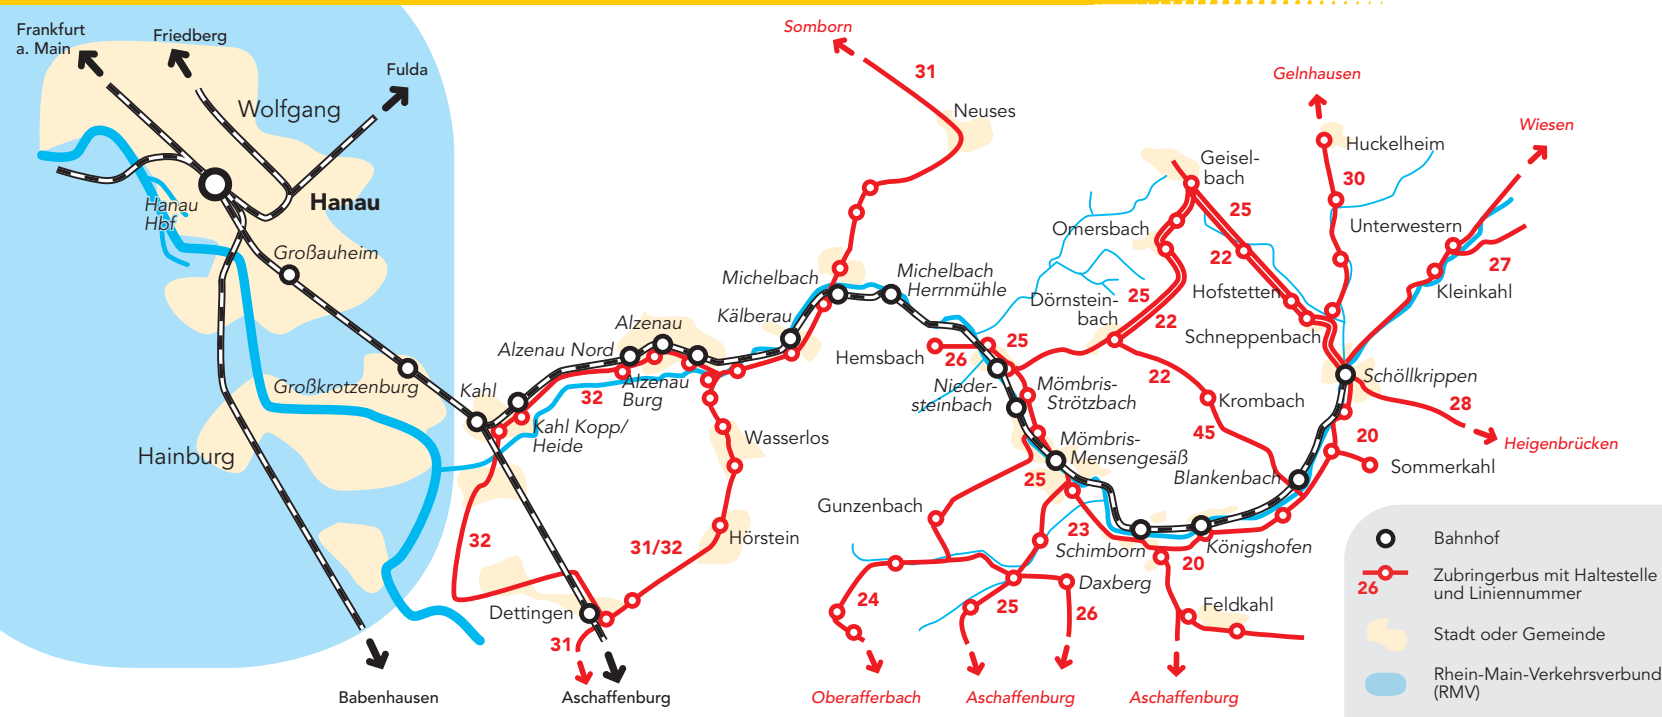 Frankfurt
a. Main
Friedberg
Fulda
Wolfgang
Hanau
Hbf
Hanau
Großauheim
Großkrotzenburg
Hainburg
Babenhausen
Kahl
Kahl Kopp/
Heide
Alzenau Nord
Alzenau
Alzenau
Burg
32
Kälberau
Michelbach
Michelbach
Herrnmühle
Somborn
31
Neuses
Wasserlos
Hörstein
31/32
32
Dettingen
31
Aschaffenburg
Hemsbach
26
25
Nieder-
steinbach
Mömbris-
Strötzbach
Mömbris-
Mensengesäß
25
Gunzenbach
23
Schimborn
Daxberg
24
25
26
Oberafferbach
Aschaffenburg
Aschaffenburg
20
Feldkahl
Königshofen
Blankenbach
45
Krombach
22
Dörnstein-
bach
25
22
Omersbach
Geisel-
bach
25
22
Hofstetten
Schneppenbach
Gelnhausen
Huckelheim
30
Unterwestern
Wiesen
27
Kleinkahl
Schöllkrippen
28
Heigenbrücken
20
Sommerkahl
Bahnhof
26
Zubringerbus mit Haltestelle
und Liniennummer
Stadt oder Gemeinde
Rhein-Main-Verkehrsverbund
(RMV)